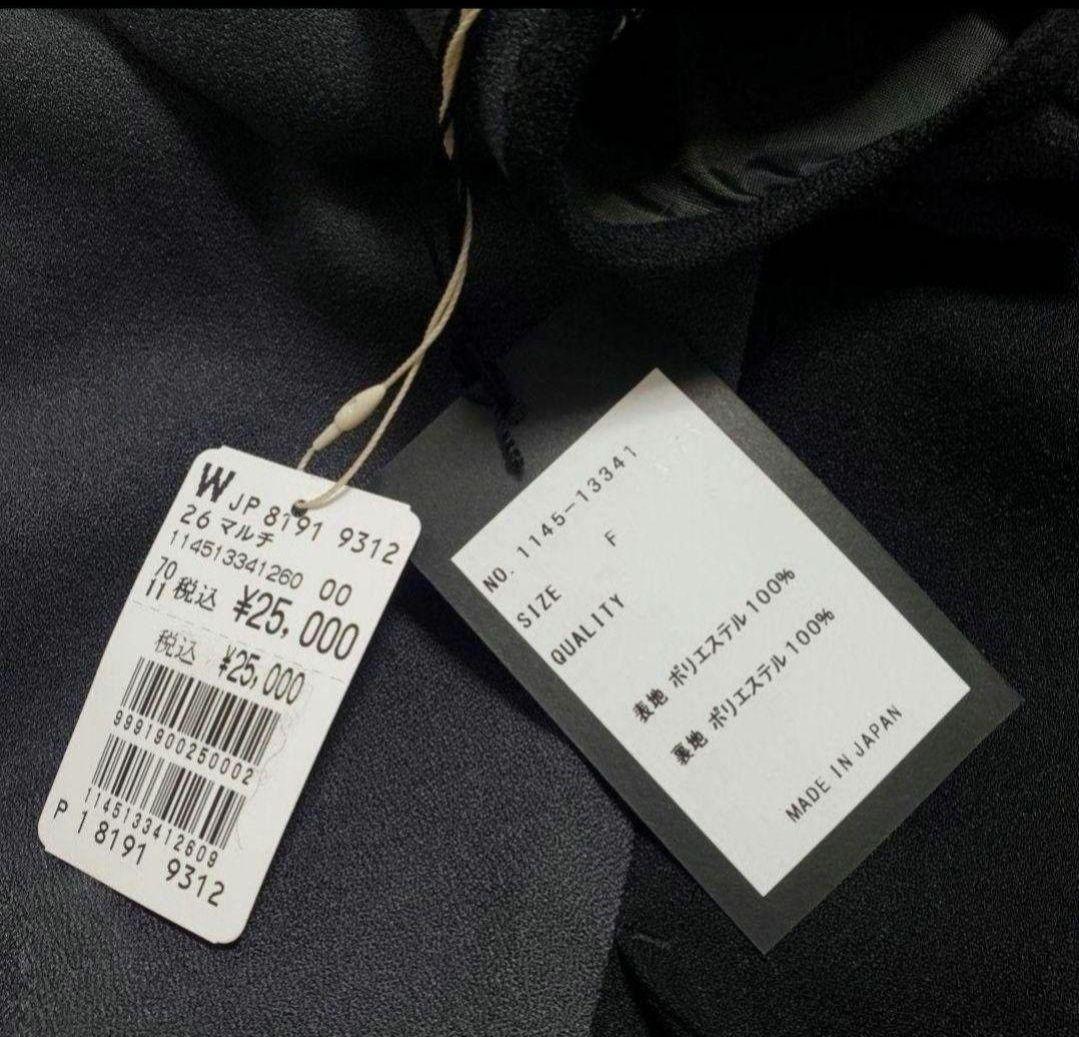 W JP 8191 9312
26 マルチ
114513341260 00
70
11 税込 ¥25,000
税込 ¥25,000
9991900250002
1145133412609
P 1 8191 9312
NO. 1145-13341
SIZE F
QUALITY
表地 ポリエステル100%
裏地 ポリエステル100%
MADE IN JAPAN